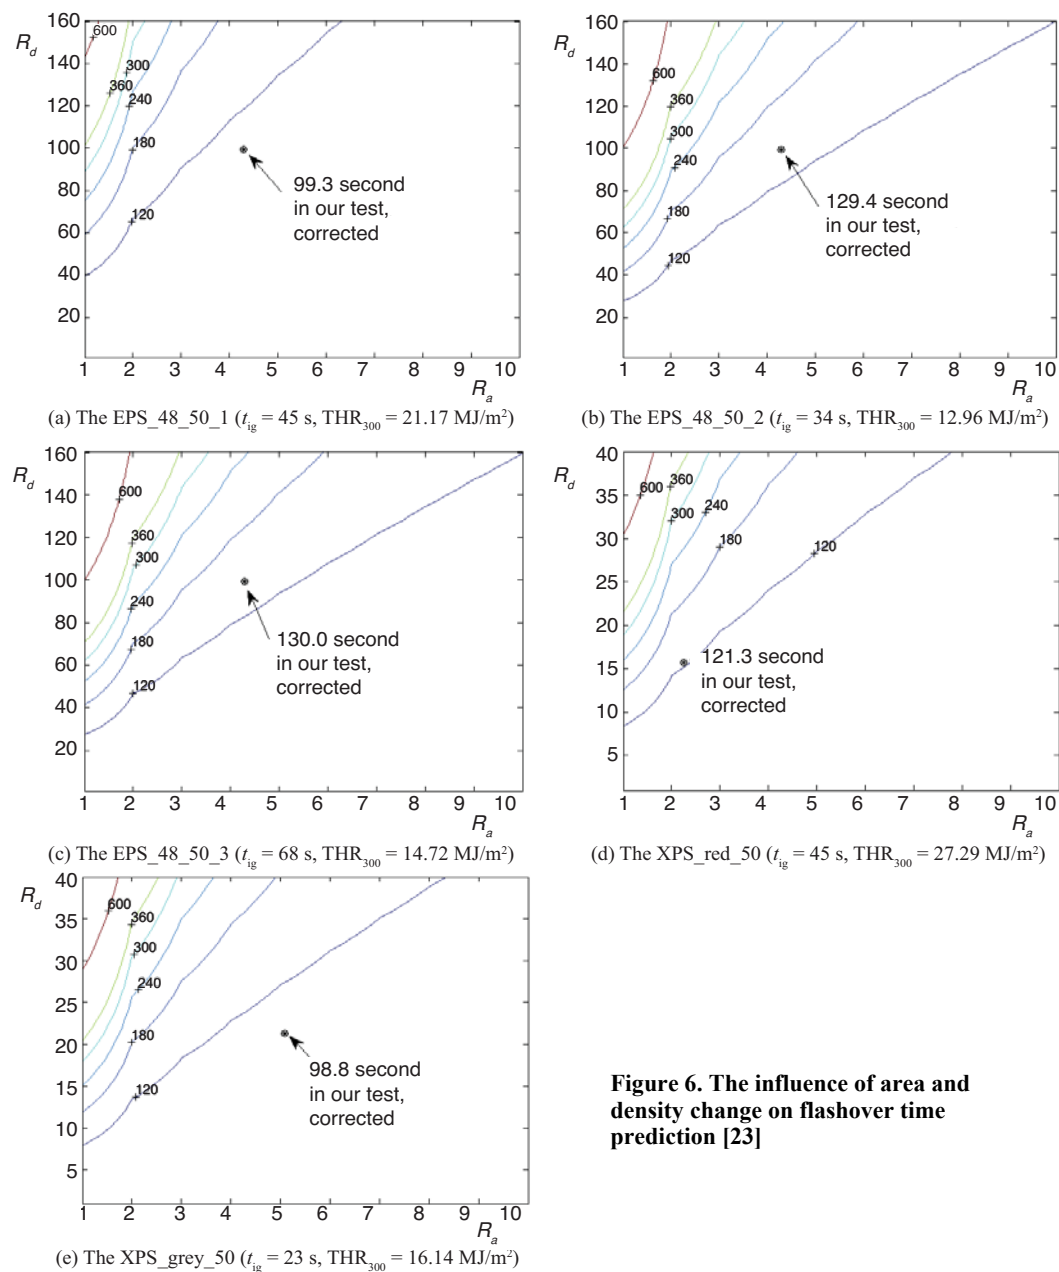 160
R_d
140
120
100
80
60
40
20
600
300
360
240
180
120
99.3 second
in our test,
corrected
1 2 3 4 5 6 7 8 9 10
R_a
(a) The EPS_48_50_1 (t_ig = 45 s, THR_300 = 21.17 MJ/m²)
160
R_d
140
120
100
80
60
40
20
600
360
300
240
180
120
129.4 second
in our test,
corrected
1 2 3 4 5 6 7 8 9 10
R_a
(b) The EPS_48_50_2 (t_ig = 34 s, THR_300 = 12.96 MJ/m²)
160
R_d
140
120
100
80
60
40
20
600
360
300
240
180
120
130.0 second
in our test,
corrected
1 2 3 4 5 6 7 8 9 10
R_a
(c) The EPS_48_50_3 (t_ig = 68 s, THR_300 = 14.72 MJ/m²)
40
R_d
35
30
25
20
15
10
5
600
360
300
240
180
120
121.3 second
in our test,
corrected
1 2 3 4 5 6 7 8 9 10
R_a
(d) The XPS_red_50 (t_ig = 45 s, THR_300 = 27.29 MJ/m²)
40
R_d
35
30
25
20
15
10
5
600
360
300
240
180
120
98.8 second
in our test,
corrected
1 2 3 4 5 6 7 8 9 10
R_a
(e) The XPS_grey_50 (t_ig = 23 s, THR_300 = 16.14 MJ/m²)
Figure 6. The influence of area and
density change on flashover time
prediction [23]